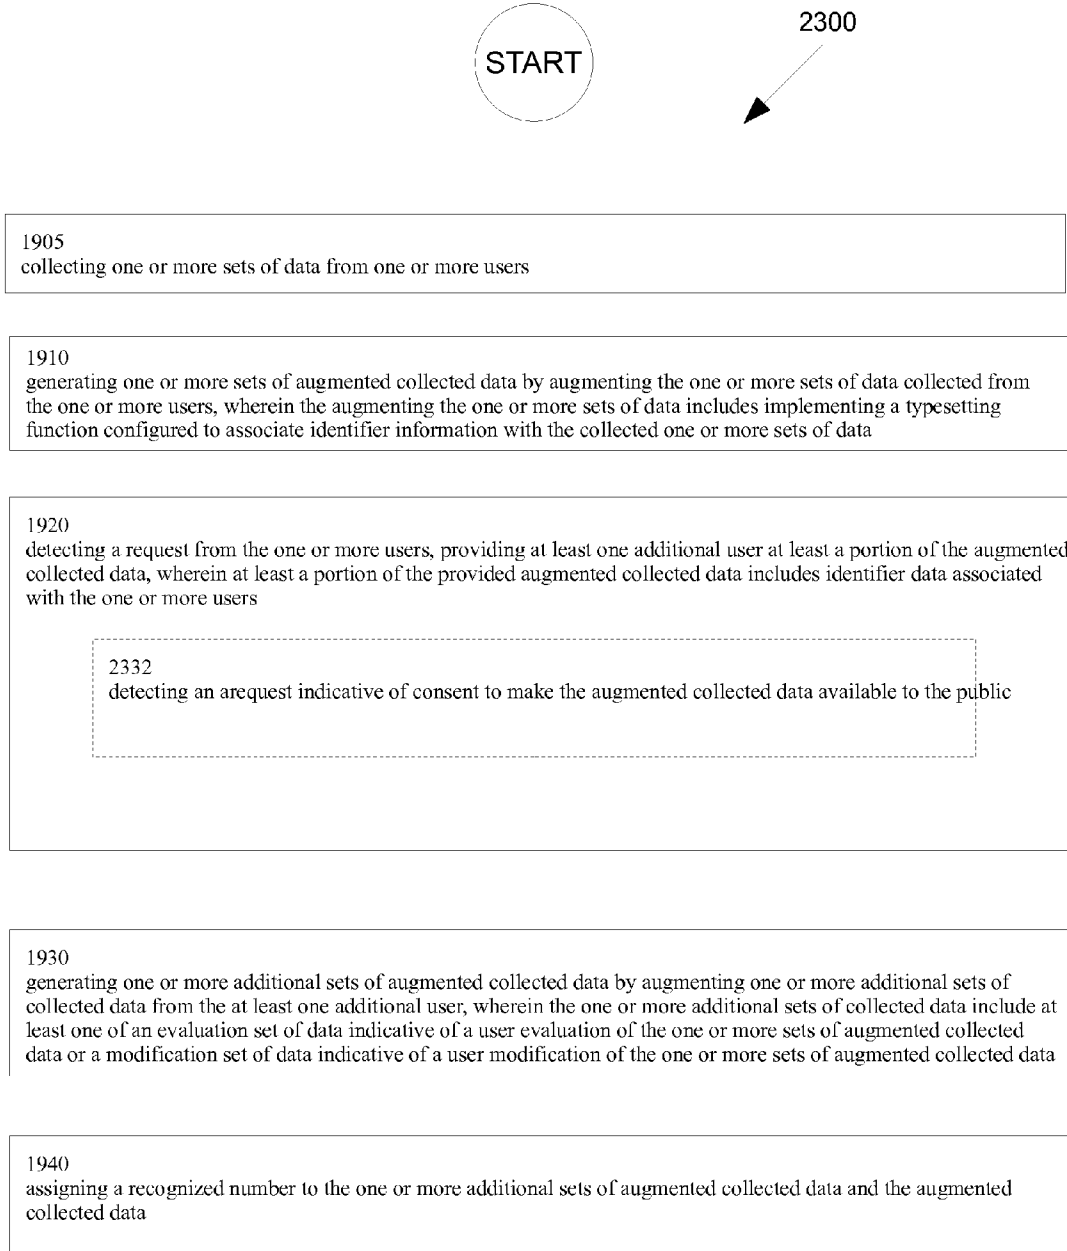 START
2300
1905
collecting one or more sets of data from one or more users
1910
generating one or more sets of augmented collected data by augmenting the one or more sets of data collected from
the one or more users, wherein the augmenting the one or more sets of data includes implementing a typesetting
function configured to associate identifier information with the collected one or more sets of data
1920
detecting a request from the one or more users, providing at least one additional user at least a portion of the augmented
collected data, wherein at least a portion of the provided augmented collected data includes identifier data associated
with the one or more users
2332
detecting an arequest indicative of consent to make the augmented collected data available to the public
1930
generating one or more additional sets of augmented collected data by augmenting one or more additional sets of
collected data from the at least one additional user, wherein the one or more additional sets of collected data include at
least one of an evaluation set of data indicative of a user evaluation of the one or more sets of augmented collected
data or a modification set of data indicative of a user modification of the one or more sets of augmented collected data
1940
assigning a recognized number to the one or more additional sets of augmented collected data and the augmented
collected data